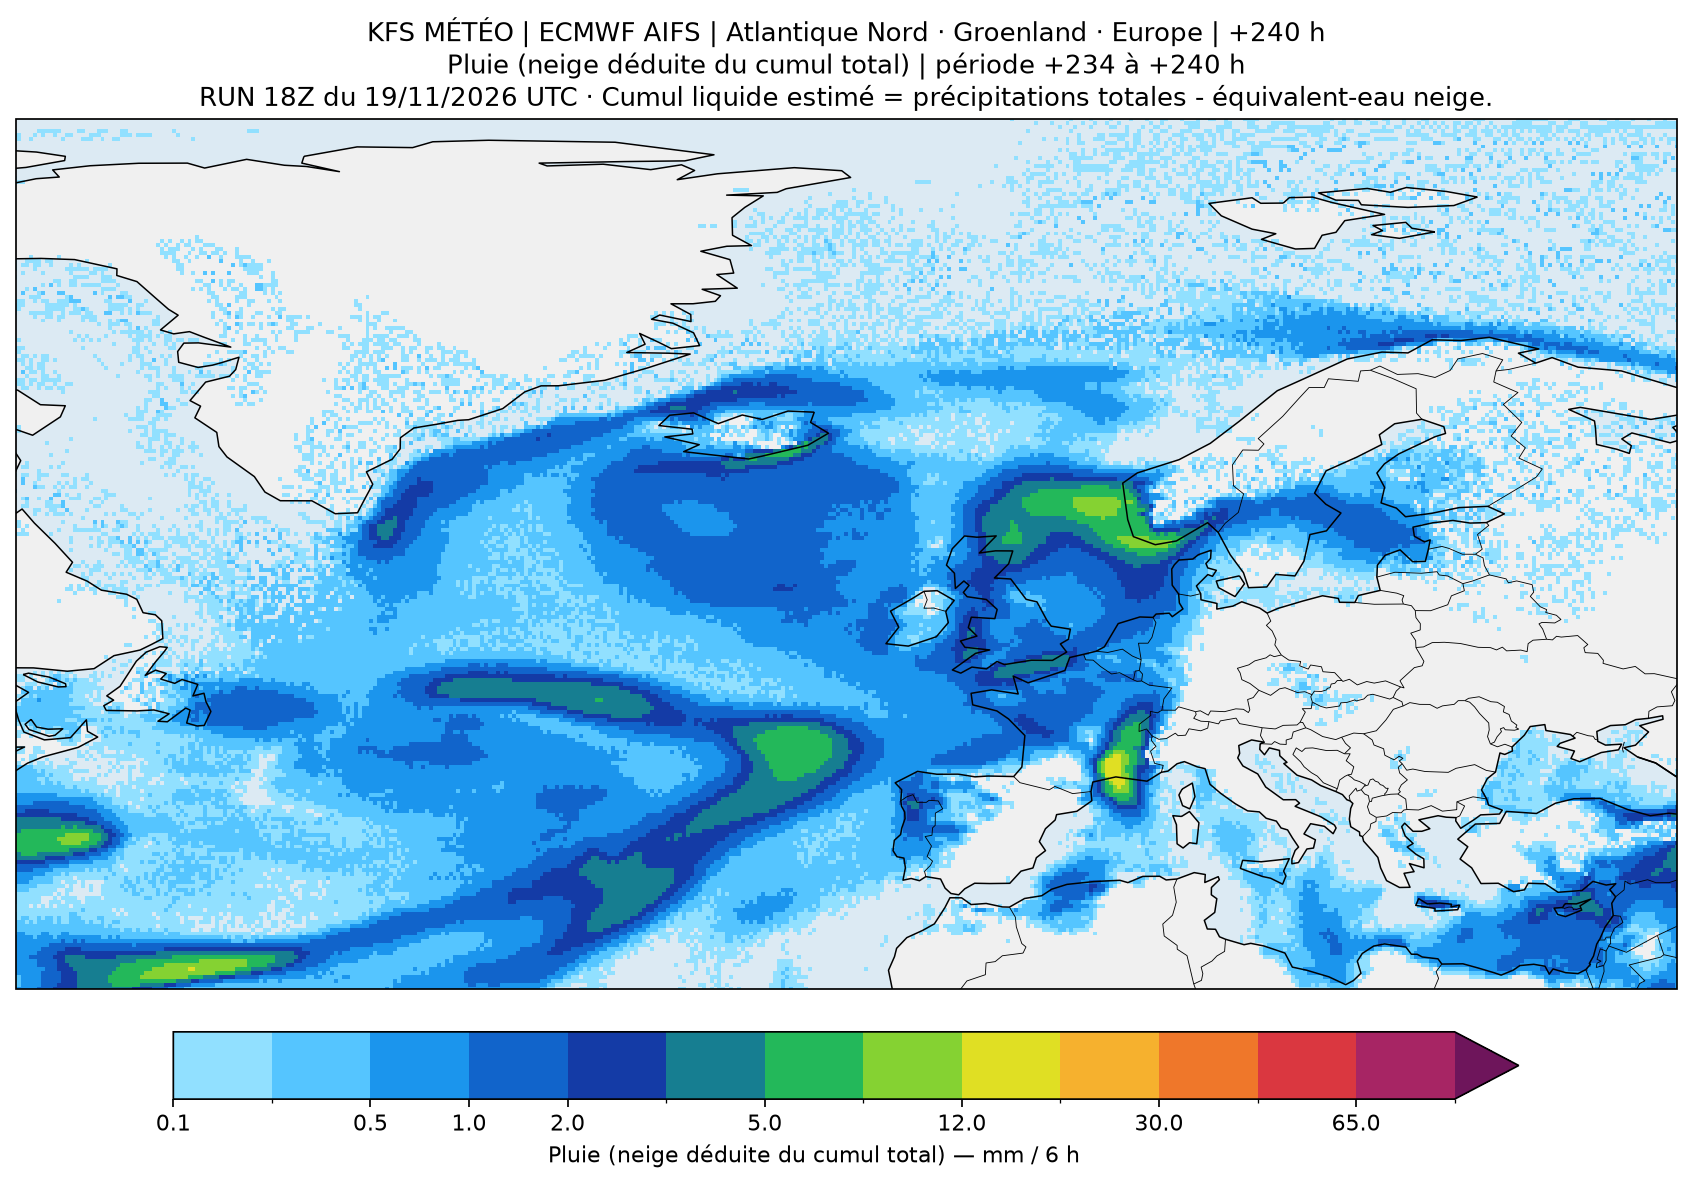 KFS MÉTÉO | ECMWF AIFS | Atlantique Nord · Groenland · Europe | +240 h
Pluie (neige déduite du cumul total) | période +234 à +240 h
RUN 18Z du 19/11/2026 UTC · Cumul liquide estimé = précipitations totales - équivalent-eau neige.
0.1 0.5 1.0 2.0 5.0 12.0 30.0 65.0
Pluie (neige déduite du cumul total) — mm / 6 h